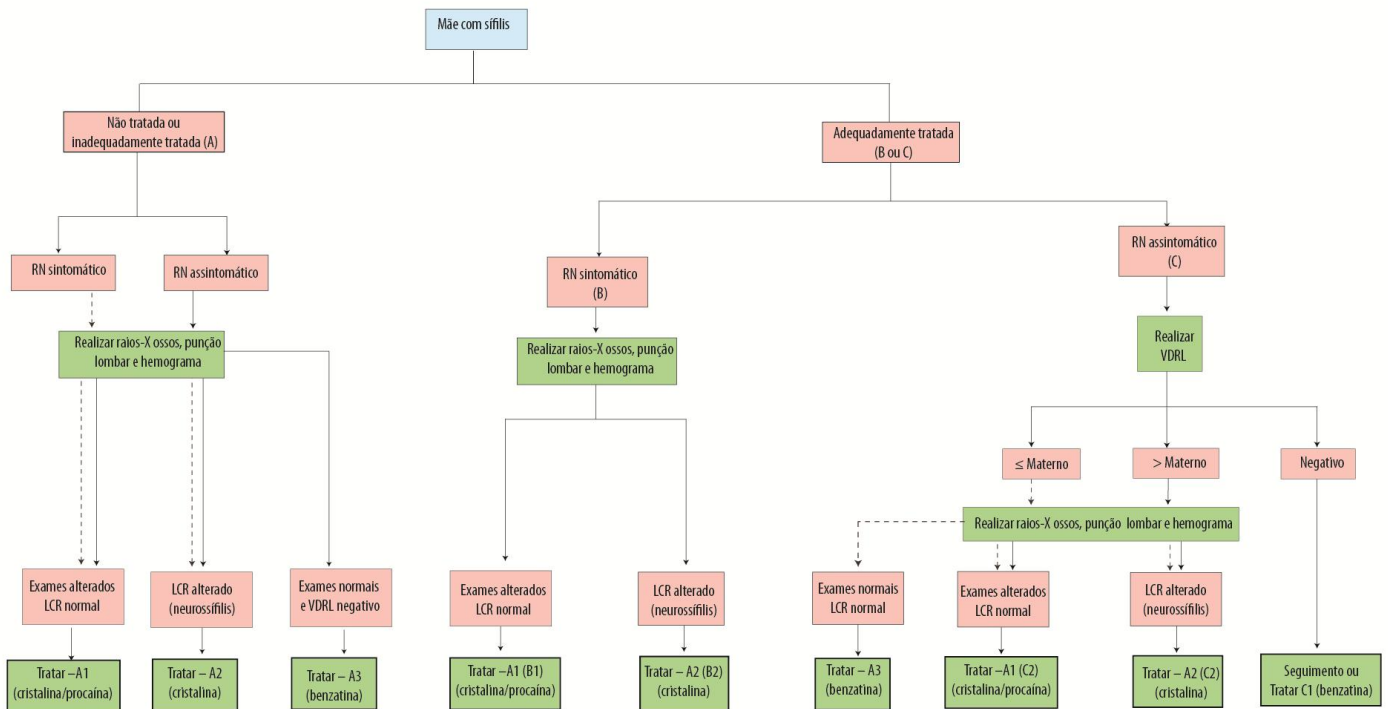 Mãe com sífilis
Não tratada ou
inadequadamente tratada (A)
Adequadamente tratada
(B ou C)
RN sintomático
RN assintomático
RN sintomático
(B)
RN assintomático
(C)
Realizar raios-X ossos, punção
lombar e hemograma
Realizar raios-X ossos, punção
lombar e hemograma
Realizar
VDRL
≤ Materno
> Materno
Negativo
Realizar raios-X ossos, punção lombar e hemograma
Exames alterados
LCR normal
LCR alterado
(neurossífilis)
Exames normais
e VDRL negativo
Exames alterados
LCR normal
LCR alterado
(neurossífilis)
Exames normais
LCR normal
Exames alterados
LCR normal
LCR alterado
(neurossífilis)
Tratar –A1
(cristalina/procaína)
Tratar – A2
(cristalina)
Tratar – A3
(benzatina)
Tratar –A1 (B1)
(cristalina/procaína)
Tratar – A2 (B2)
(cristalina)
Tratar – A3
(benzatina)
Tratar –A1 (C2)
(cristalina/procaína)
Tratar – A2 (C2)
(cristalina)
Seguimento ou
Tratar C1 (benzatina)